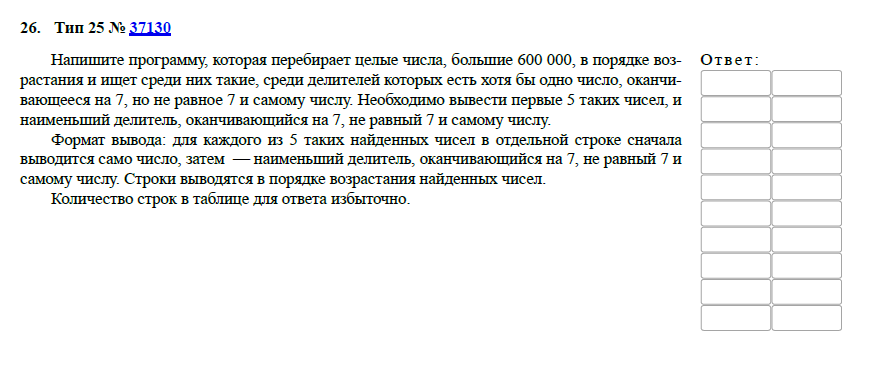 26. Тип 25 № 37130
Напишите программу, которая перебирает целые числа, большие 600 000, в порядке воз-
растания и ищет среди них такие, среди делителей которых есть хотя бы одно число, оканчи-
вающееся на 7, но не равное 7 и самому числу. Необходимо вывести первые 5 таких чисел, и
наименьший делитель, оканчивающийся на 7, не равный 7 и самому числу.
Формат вывода: для каждого из 5 таких найденных чисел в отдельной строке сначала
выводится само число, затем — наименьший делитель, оканчивающийся на 7, не равный 7 и
самому числу. Строки выводятся в порядке возрастания найденных чисел.
Количество строк в таблице для ответа избыточно.
Ответ: